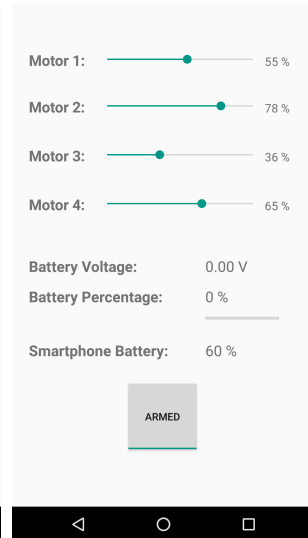 Motor 1: 55 %
Motor 2: 78 %
Motor 3: 36 %
Motor 4: 65 %
Battery Voltage: 0.00 V
Battery Percentage: 0 %
Smartphone Battery: 60 %
ARMED